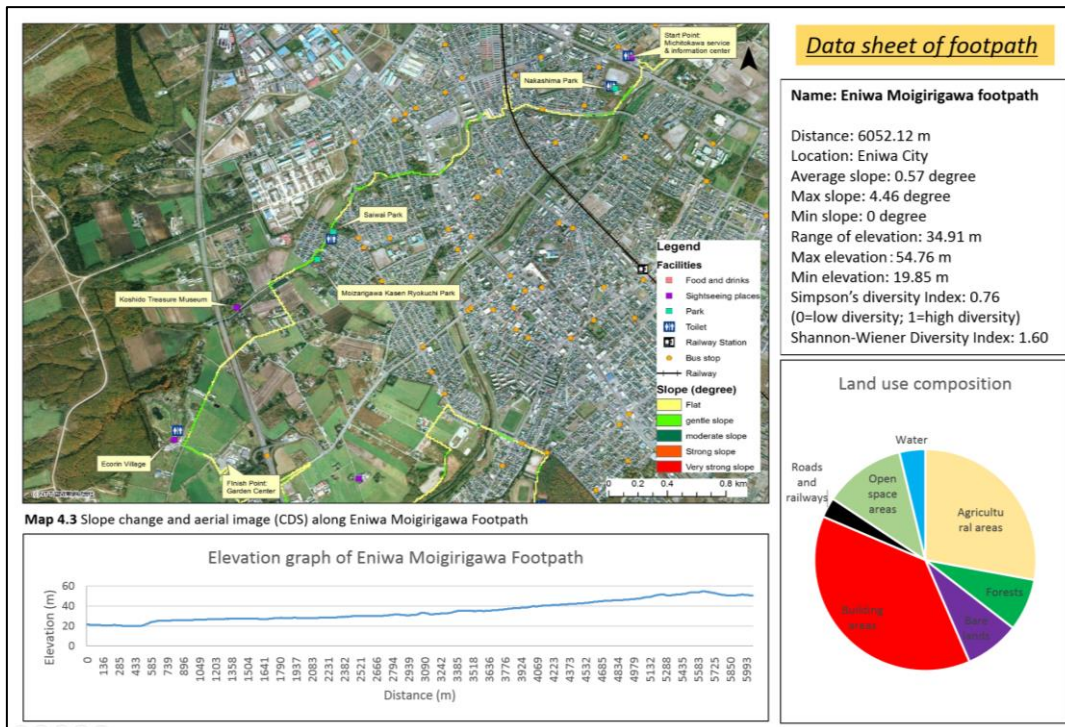 Start Point:
Michitokawa service
& information center
Nakashima Park
Saiwai Park
Koshido Treasure Museum
Moizarigawa Kasen Ryokuchi Park
Ecorin Village
Finish Point:
Garden Center
Legend
Facilities
Food and drinks
Sightseeing places
Park
Toilet
Railway Station
Bus stop
Railway
Slope (degree)
Flat
gentle slope
moderate slope
Strong slope
Very strong slope
0 0.2 0.4 0.8 km
Map 4.3 Slope change and aerial image (CDS) along Eniwa Moigirigawa Footpath
Data sheet of footpath
Name: Eniwa Moigirigawa footpath
Distance: 6052.12 m
Location: Eniwa City
Average slope: 0.57 degree
Max slope: 4.46 degree
Min slope: 0 degree
Range of elevation: 34.91 m
Max elevation: 54.76 m
Min elevation: 19.85 m
Simpson's diversity Index: 0.76
(0=low diversity; 1=high diversity)
Shannon-Wiener Diversity Index: 1.60
Elevation graph of Eniwa Moigirigawa Footpath
Elevation (m)
60
40
20
0
0 136 285 433 585 739 896 1049 1203 1358 1504 1641 1790 1937 2083 2231 2382 2521 2666 2794 2939 3090 3242 3385 3518 3636 3776 3924 4069 4223 4373 4532 4685 4834 4979 5132 5288 5435 5583 5725 5850 5993
Distance (m)
Land use composition
Water
Roads
and
railways
Open
space
areas
Agricultu
ral areas
Forests
Bare
lands
Building
areas